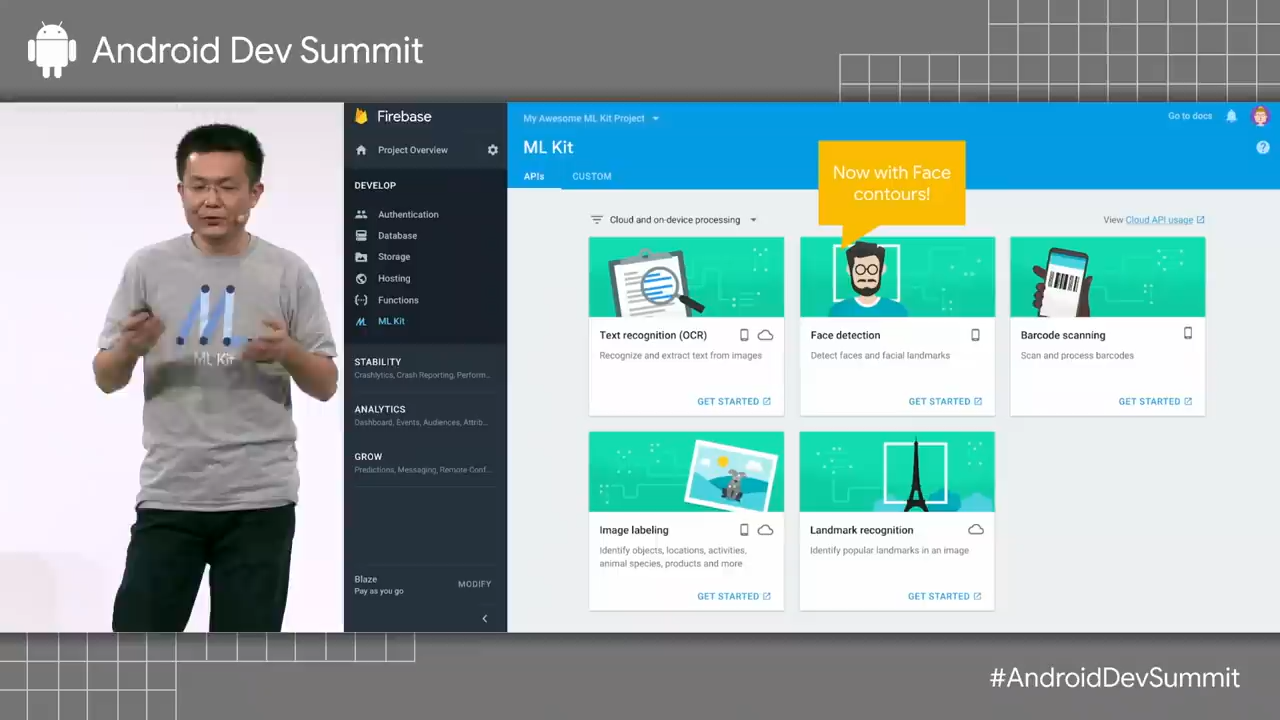 Android Dev Summit
ML Kit
Firebase
Project Overview
DEVELOP
Authentication
Database
Storage
Hosting
Functions
ML Kit
STABILITY
Crashlytics, Crash Reporting, Perform...
ANALYTICS
Dashboard, Events, Audiences, Attrib...
GROW
Predictions, Messaging, Remote Conf...
Blaze
Pay as you go
MODIFY
My Awesome ML Kit Project
Go to docs
ML Kit
APIs
CUSTOM
Now with Face
contours!
Cloud and on-device processing
View Cloud API usage
Text recognition (OCR)
Recognize and extract text from images
GET STARTED
Face detection
Detect faces and facial landmarks
GET STARTED
Barcode scanning
Scan and process barcodes
GET STARTED
Image labeling
Identify objects, locations, activities,
animal species, products and more
GET STARTED
Landmark recognition
Identify popular landmarks in an image
GET STARTED
#AndroidDevSummit